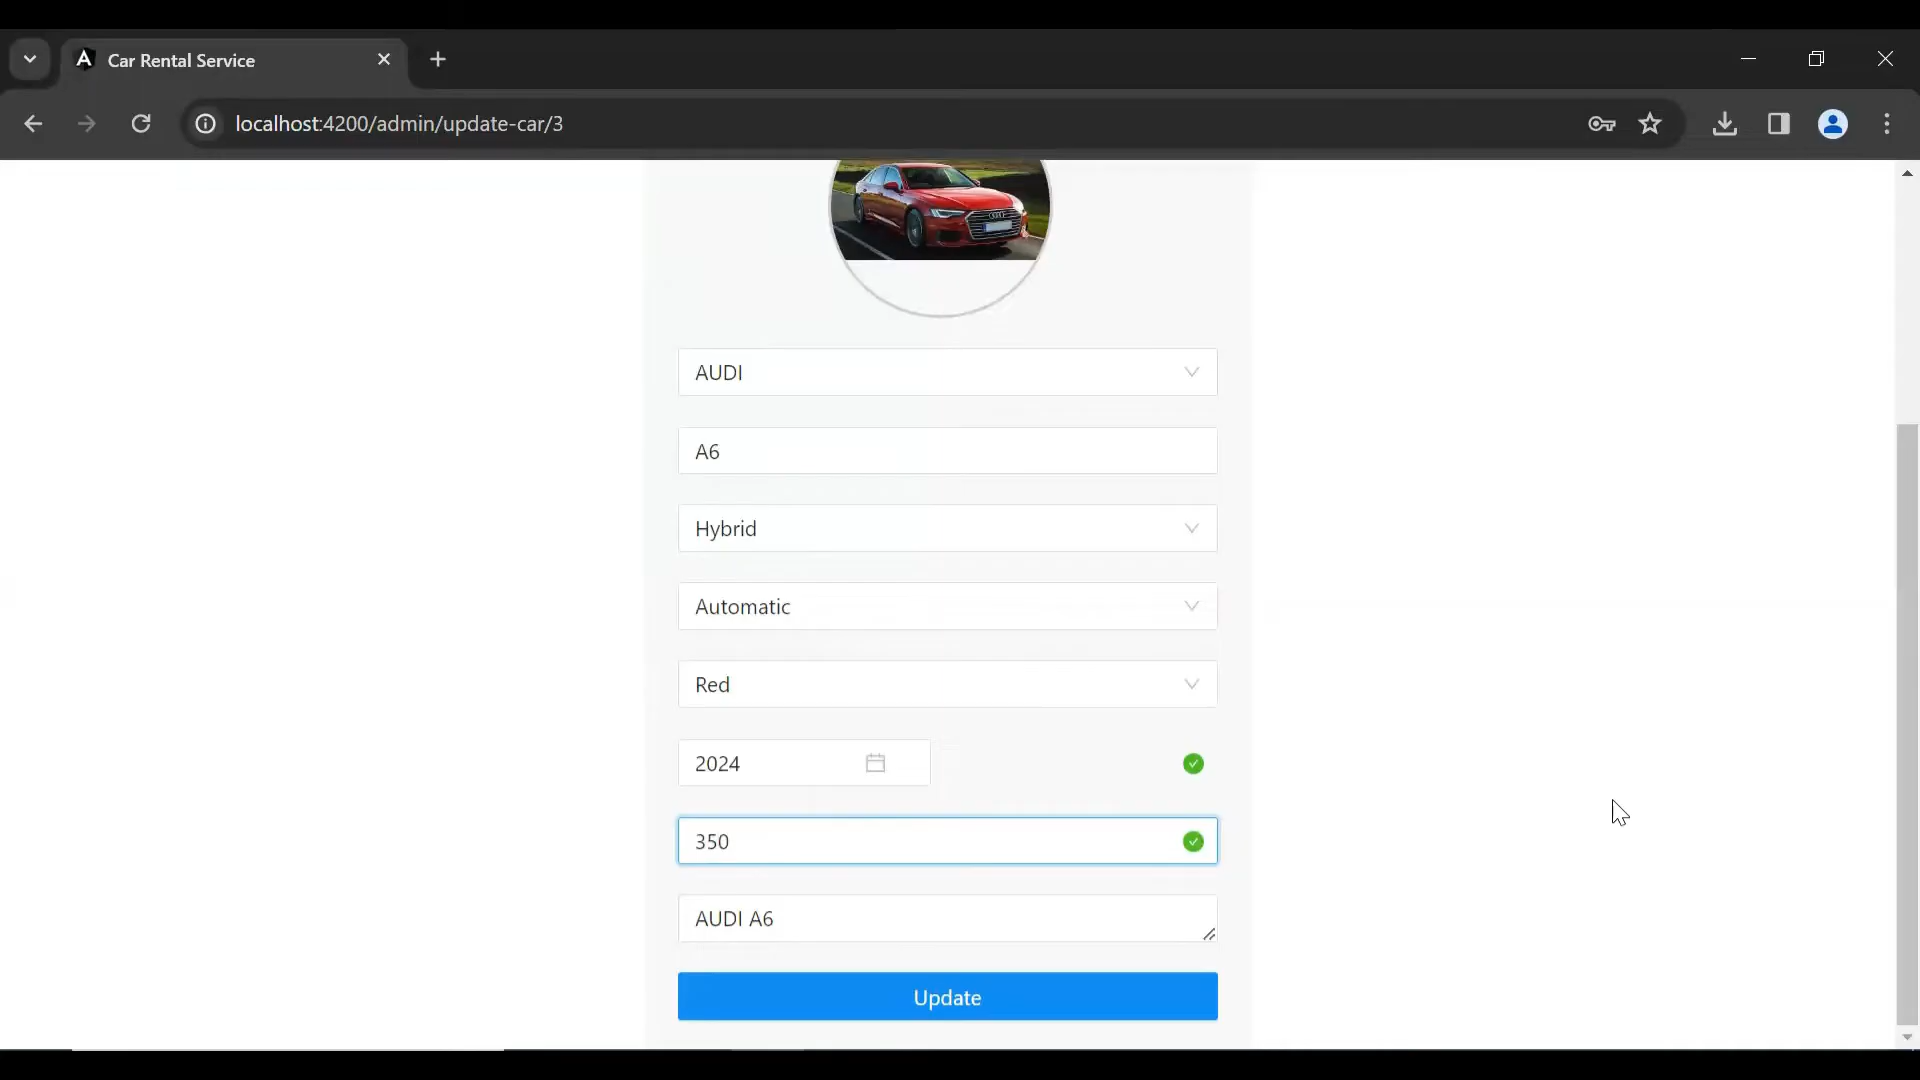 Car Rental Service
localhost:4200/admin/update-car/3
AUDI
A6
Hybrid
Automatic
Red
2024
350
AUDI A6
Update